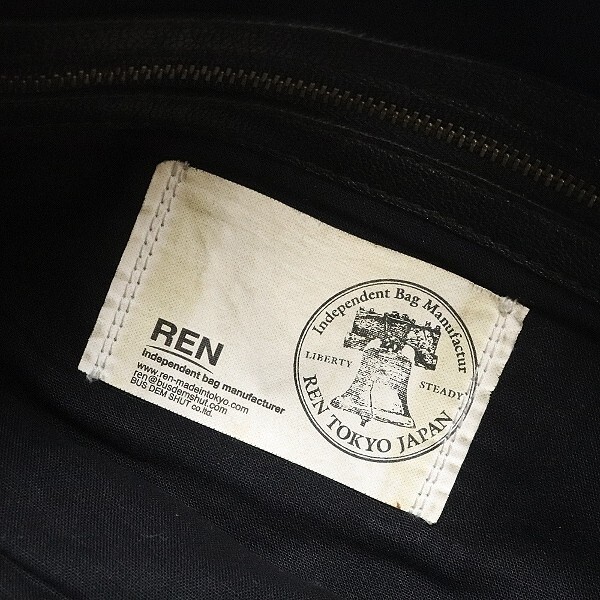 REN
independent bag manufacturer
www.ren-madeintokyo.com
ren@busdemshut.com
BUS DEM SHUT co.ltd.
Independent Bag Manufactur
LIBERTY STEADY
REN TOKYO JAPAN